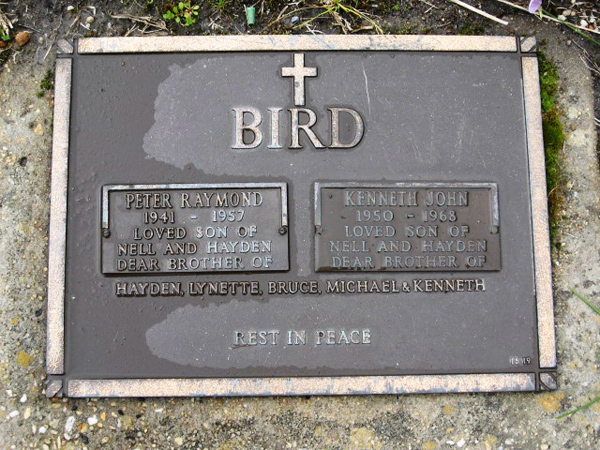 BIRD
PETER RAYMOND
1941 - 1957
LOVED SON OF
NELL AND HAYDEN
DEAR BROTHER OF
KENNETH JOHN
1950 - 1968
LOVED SON OF
NELL AND HAYDEN
DEAR BROTHER OF
HAYDEN, LYNETTE, BRUCE, MICHAEL & KENNETH
REST IN PEACE